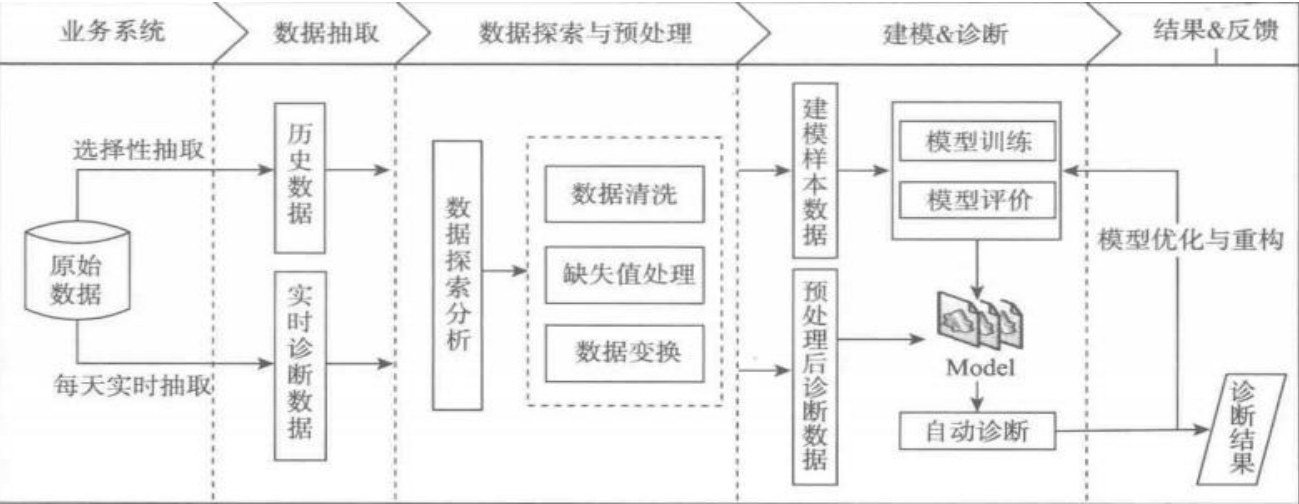 业务系统
数据抽取
数据探索与预处理
建模&诊断
结果&反馈
选择性抽取
原始
数据
每天实时抽取
历史数据
实时诊断数据
数据探索分析
数据清洗
缺失值处理
数据变换
建模样本数据
预处理后诊断数据
模型训练
模型评价
Model
自动诊断
模型优化与重构
诊断结果